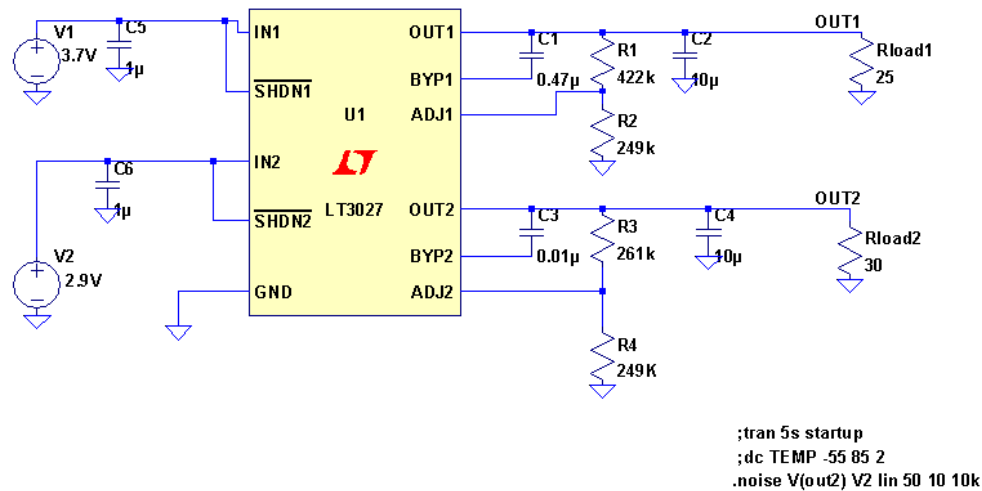 V1
3.7V
C5
1µ
IN1
SHDN1
OUT1
BYP1
ADJ1
U1
C1
0.47µ
R1
422k
C2
10µ
OUT1
Rload1
25
R2
249k
IN2
SHDN2
C6
1µ
LT3027
V2
2.9V
GND
OUT2
BYP2
ADJ2
C3
0.01µ
R3
261k
C4
10µ
OUT2
Rload2
30
R4
249K
;tran 5s startup
;dc TEMP -55 85 2
.noise V(out2) V2 lin 50 10 10k